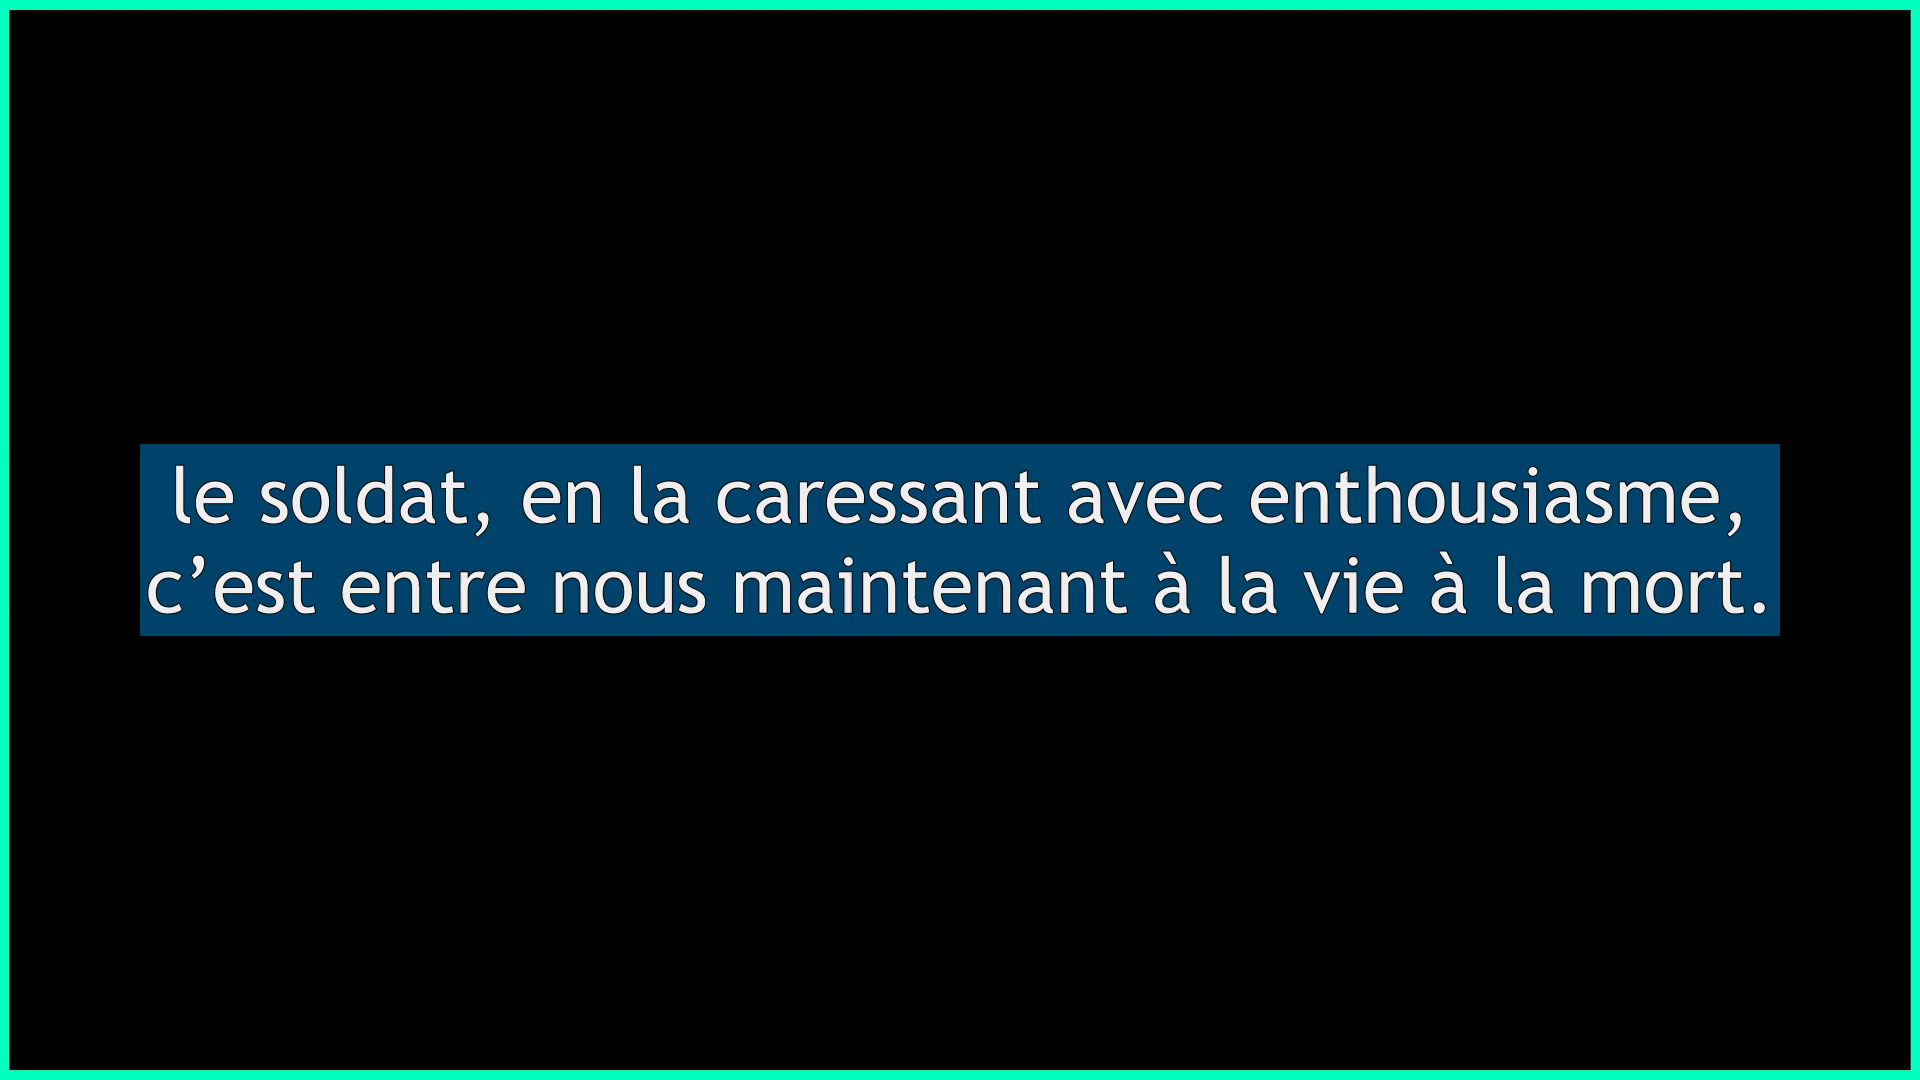 le soldat, en la caressant avec enthousiasme,
c’est entre nous maintenant à la vie à la mort.